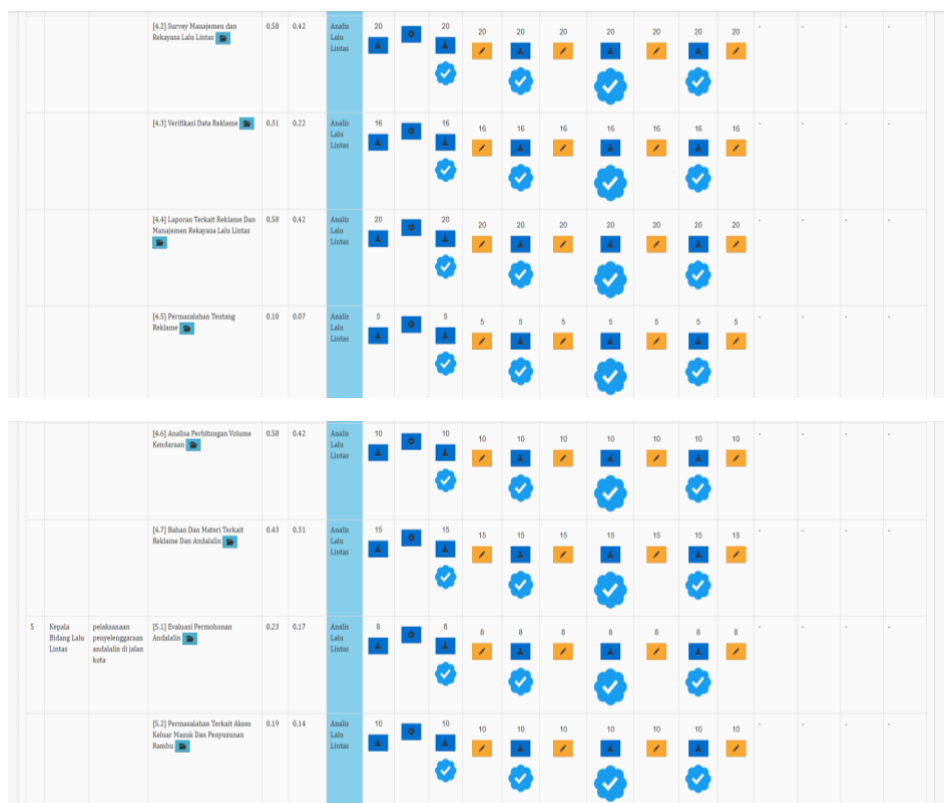 [4.2] Survey Manajemen dan 0.58 0.42 Analis 20 20 20 20 20 20 20 20 20 - - - -
Rekayasa Lalu Lintas Lalu
Lintas
[4.3] Verifikasi Data Reklame 0.31 0.22 Analis 16 16 16 16 16 16 16 16 16 - - - -
Lalu
Lintas
[4.4] Laporan Terkait Reklame Dan 0.58 0.42 Analis 20 20 20 20 20 20 20 20 20 - - - -
Manajemen Rekayasa Lalu Lintas Lalu
Lintas
[4.5] Permasalahan Tentang 0.10 0.07 Analis 5 5 5 5 5 5 5 5 5 - - - -
Reklame Lalu
Lintas
[4.6] Analisa Perhitungan Volume 0.58 0.42 Analis 10 10 10 10 10 10 10 10 10 - - - -
Kendaraan Lalu
Lintas
[4.7] Bahan Dan Materi Terkait 0.43 0.31 Analis 15 15 15 15 15 15 15 15 15 - - - -
Reklame Dan Andalalin Lalu
Lintas
5 Kepala pelaksanaan [5.1] Evaluasi Permohonan 0.23 0.17 Analis 8 8 8 8 8 8 8 8 8 - - - -
Bidang Lalu penyelenggaraan Andalalin Lalu
Lintas andalalin di jalan Lintas
kota
[5.2] Permasalahan Terkait Akses 0.19 0.14 Analis 10 10 10 10 10 10 10 10 10 - - - -
Keluar Masuk Dan Penyusunan Lalu
Rambu Lintas